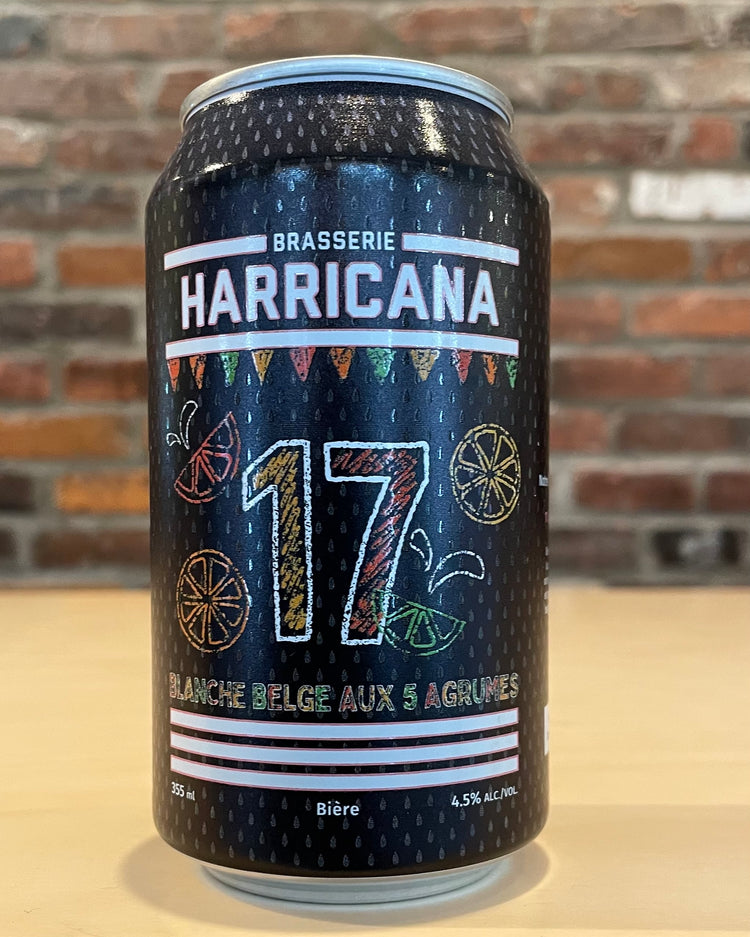 BRASSERIE
HARRICANA
17
BLANCHE BELGE AUX 5 AGRUMES
355 ml
Bière
4.5% ALC./VOL.